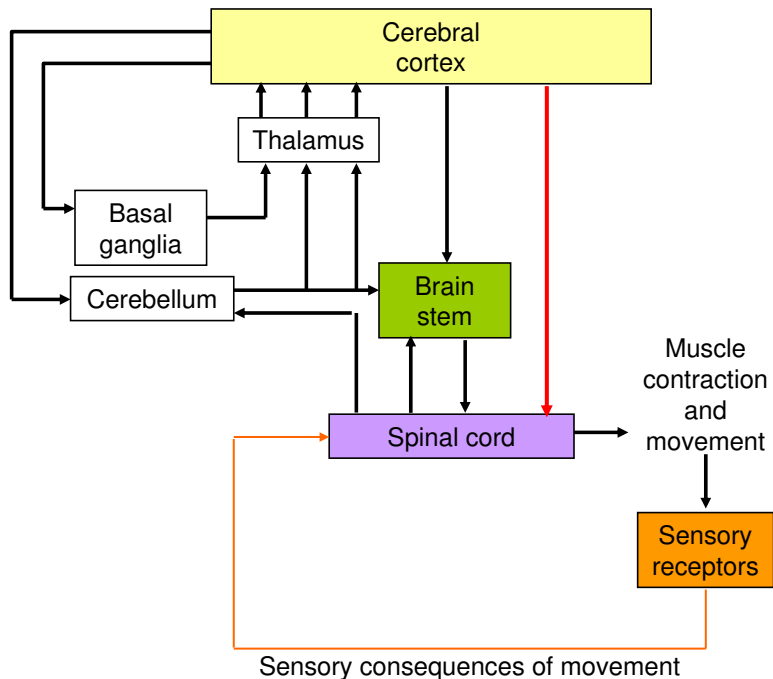 Cerebral
cortex
Thalamus
Basal
ganglia
Cerebellum
Brain
stem
Muscle
contraction
and
movement
Spinal cord
Sensory
receptors
Sensory consequences of movement